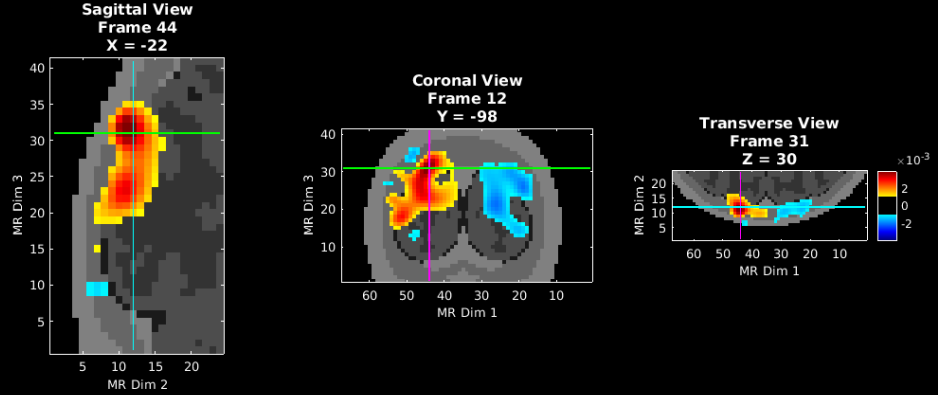 Sagittal View
Frame 44
X = -22
40
35
30
25
20
15
10
5
MR Dim 3
5 10 15 20
MR Dim 2
Coronal View
Frame 12
Y = -98
40
30
20
10
MR Dim 3
60 50 40 30 20 10
MR Dim 1
Transverse View
Frame 31
Z = 30
×10⁻³
20
15
10
5
MR Dim 2
60 50 40 30 20 10
MR Dim 1
2
0
-2